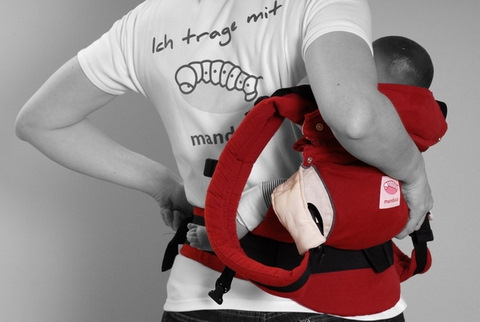 Ich trage mit
mand
manduca